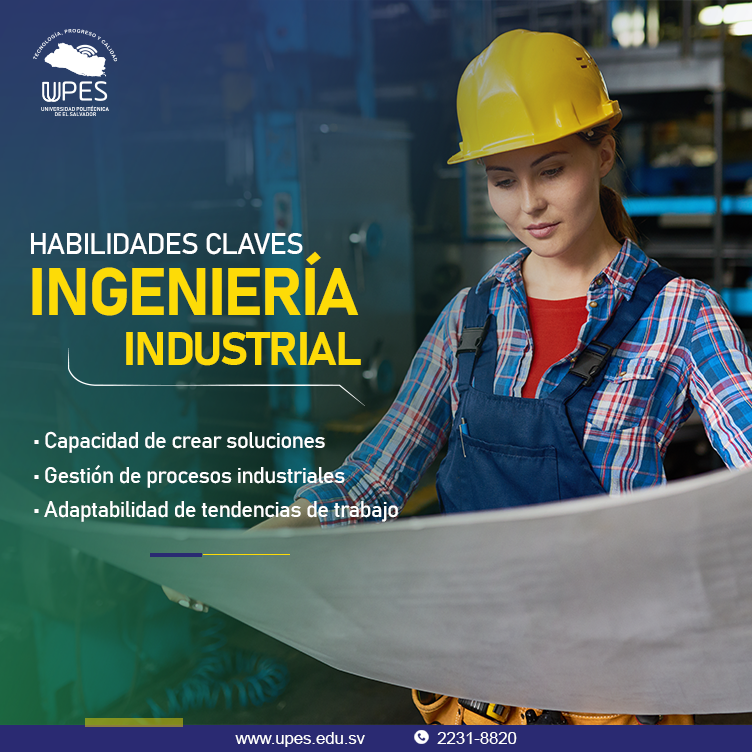 TECNOLOGÍA, PROGRESO Y CALIDAD
UPES
UNIVERSIDAD POLITÉCNICA
DE EL SALVADOR
HABILIDADES CLAVES
INGENIERÍA
INDUSTRIAL
· Capacidad de crear soluciones
· Gestión de procesos industriales
· Adaptabilidad de tendencias de trabajo
www.upes.edu.sv 2231-8820